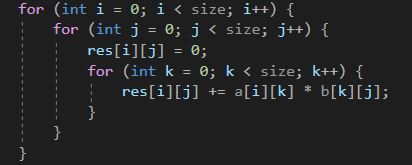 for (int i = 0; i < size; i++) {
    for (int j = 0; j < size; j++) {
        res[i][j] = 0;
        for (int k = 0; k < size; k++) {
            res[i][j] += a[i][k] * b[k][j];
        }
    }
}